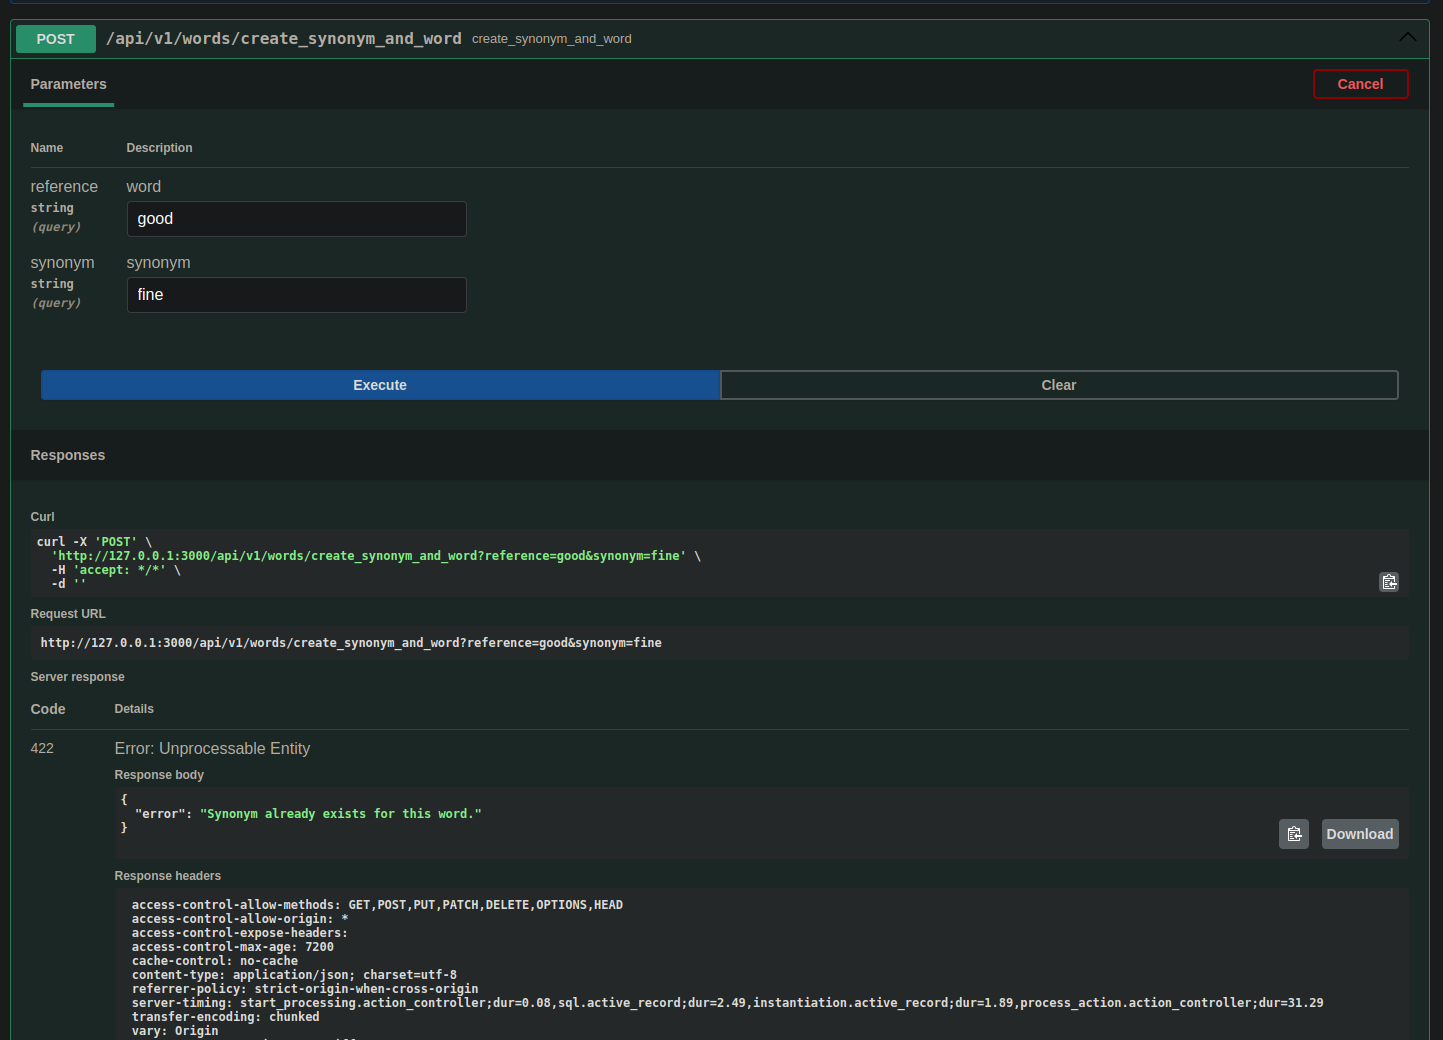 POST /api/v1/words/create_synonym_and_word create_synonym_and_word
Parameters
Cancel
Name Description
reference word
string
(query)
good
synonym synonym
string
(query)
fine
Execute Clear
Responses
Curl
curl -X 'POST' \
'http://127.0.0.1:3000/api/v1/words/create_synonym_and_word?reference=good&synonym=fine' \
-H 'accept: */*' \
-d ''
Request URL
http://127.0.0.1:3000/api/v1/words/create_synonym_and_word?reference=good&synonym=fine
Server response
Code Details
422 Error: Unprocessable Entity
Response body
{
"error": "Synonym already exists for this word."
}
Download
Response headers
access-control-allow-methods: GET,POST,PUT,PATCH,DELETE,OPTIONS,HEAD
access-control-allow-origin: *
access-control-expose-headers:
access-control-max-age: 7200
cache-control: no-cache
content-type: application/json; charset=utf-8
referrer-policy: strict-origin-when-cross-origin
server-timing: start_processing.action_controller;dur=0.08,sql.active_record;dur=2.49,instantiation.active_record;dur=1.89,process_action.action_controller;dur=31.29
transfer-encoding: chunked
vary: Origin